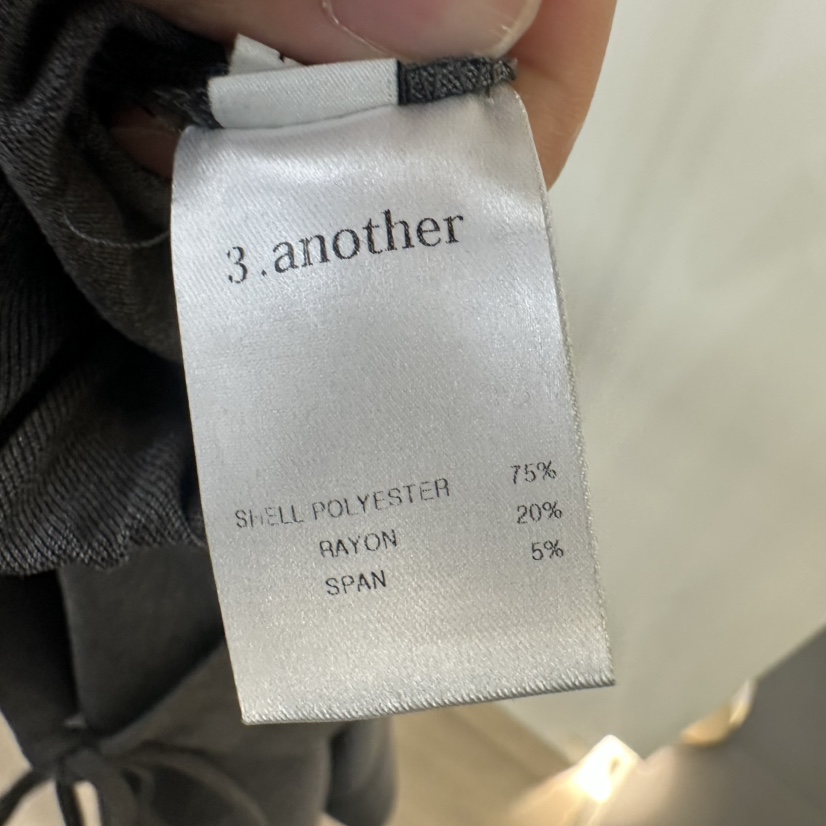 3.another
SHELL POLYESTER 75%
RAYON 20%
SPAN 5%